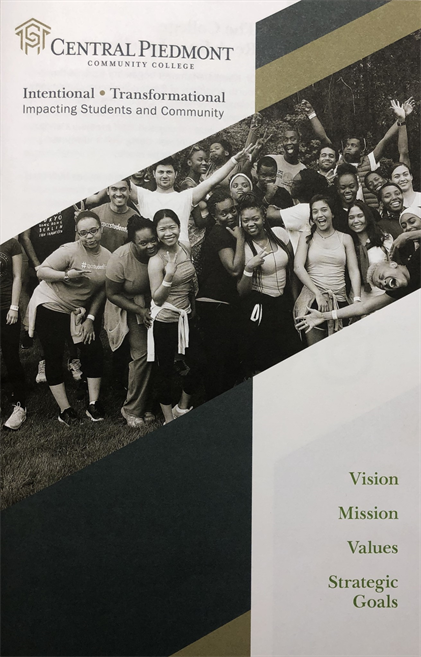 CENTRAL PIEDMONT
COMMUNITY COLLEGE
Intentional • Transformational
Impacting Students and Community
Vision
Mission
Values
Strategic
Goals